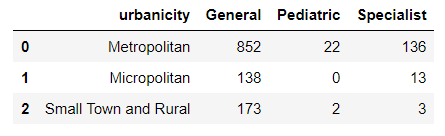 urbanicity General Pediatric Specialist
0 Metropolitan 852 22 136
1 Micropolitan 138 0 13
2 Small Town and Rural 173 2 3